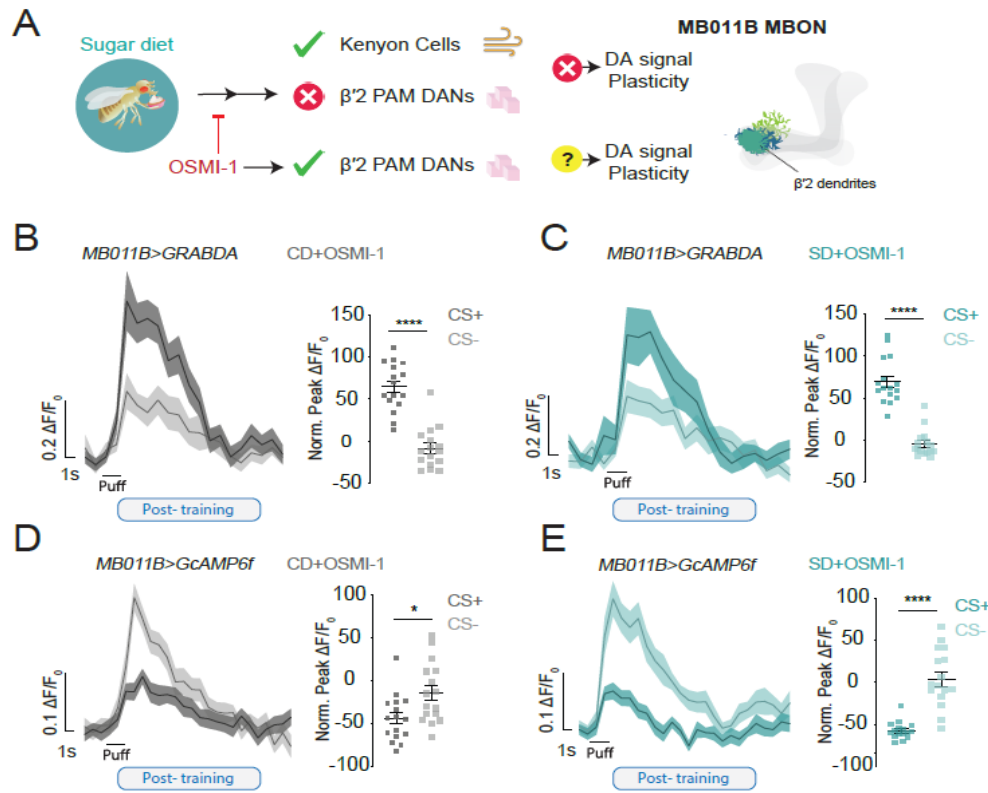 A
Sugar diet
OSMI-1
Kenyon Cells
β'2 PAM DANs
β'2 PAM DANs
DA signal
Plasticity
?
DA signal
Plasticity
MB011B MBON
β'2 dendrites
B
MB011B>GRABDA
CD+OSMI-1
0.2 ΔF/F0
1s
Puff
Post- training
Norm. Peak ΔF/F0
150
100
50
0
-50
****
CS+
CS-
C
MB011B>GRABDA
SD+OSMI-1
0.2 ΔF/F0
1s
Puff
Post- training
Norm. Peak ΔF/F0
150
100
50
0
-50
****
CS+
CS-
D
MB011B>GcAMP6f
CD+OSMI-1
0.1 ΔF/F0
1s
Puff
Post- training
Norm. Peak ΔF/F0
100
50
0
-50
-100
*
CS+
CS-
E
MB011B>GcAMP6f
SD+OSMI-1
0.1 ΔF/F0
1s
Puff
Post- training
Norm. Peak ΔF/F0
100
50
0
-50
-100
****
CS+
CS-